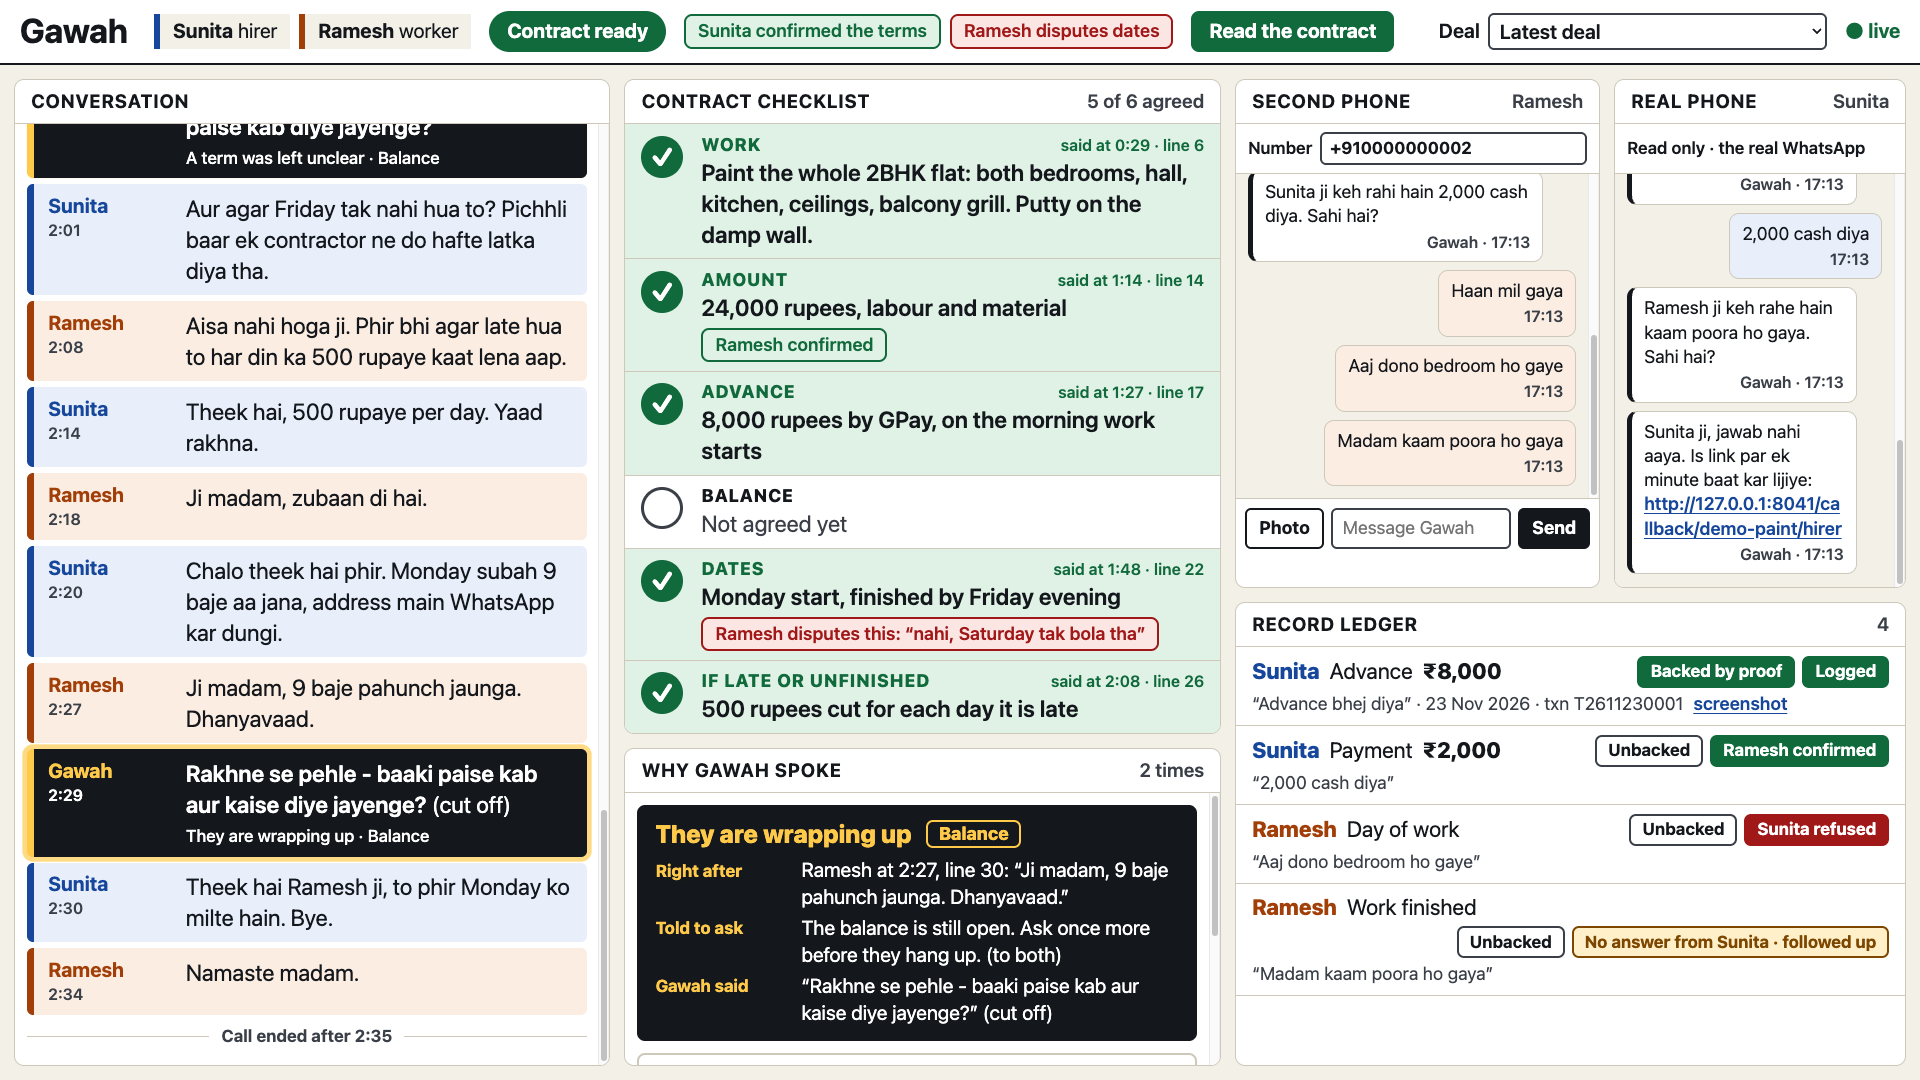 Gawah
Sunita hirer
Ramesh worker
Contract ready
Sunita confirmed the terms
Ramesh disputes dates
Read the contract
Deal
Latest deal
live
CONVERSATION
paise kab diye jayenge?
A term was left unclear · Balance
Sunita
2:01
Aur agar Friday tak nahi hua to? Pichhli
baar ek contractor ne do hafte latka
diya tha.
Ramesh
2:08
Aisa nahi hoga ji. Phir bhi agar late hua
to har din ka 500 rupaye kaat lena aap.
Sunita
2:14
Theek hai, 500 rupaye per day. Yaad
rakhna.
Ramesh
2:18
Ji madam, zubaan di hai.
Sunita
2:20
Chalo theek hai phir. Monday subah 9
baje aa jana, address main WhatsApp
kar dungi.
Ramesh
2:27
Ji madam, 9 baje pahunch jaunga.
Dhanyavaad.
Gawah
2:29
Rakhne se pehle - baaki paise kab
aur kaise diye jayenge? (cut off)
They are wrapping up · Balance
Sunita
2:30
Theek hai Ramesh ji, to phir Monday ko
milte hain. Bye.
Ramesh
2:34
Namaste madam.
Call ended after 2:35
CONTRACT CHECKLIST
5 of 6 agreed
WORK
said at 0:29 · line 6
Paint the whole 2BHK flat: both bedrooms, hall,
kitchen, ceilings, balcony grill. Putty on the
damp wall.
AMOUNT
said at 1:14 · line 14
24,000 rupees, labour and material
Ramesh confirmed
ADVANCE
said at 1:27 · line 17
8,000 rupees by GPay, on the morning work
starts
BALANCE
Not agreed yet
DATES
said at 1:48 · line 22
Monday start, finished by Friday evening
Ramesh disputes this: “nahi, Saturday tak bola tha”
IF LATE OR UNFINISHED
said at 2:08 · line 26
500 rupees cut for each day it is late
WHY GAWAH SPOKE
2 times
They are wrapping up
Balance
Right after
Ramesh at 2:27, line 30: “Ji madam, 9 baje
pahunch jaunga. Dhanyavaad.”
Told to ask
The balance is still open. Ask once more
before they hang up. (to both)
Gawah said
“Rakhne se pehle - baaki paise kab aur
kaise diye jayenge?” (cut off)
SECOND PHONE
Ramesh
Number
+910000000002
Sunita ji keh rahi hain 2,000 cash
diya. Sahi hai?
Gawah · 17:13
Haan mil gaya
17:13
Aaj dono bedroom ho gaye
17:13
Madam kaam poora ho gaya
17:13
Photo
Message Gawah
Send
REAL PHONE
Sunita
Read only · the real WhatsApp
Gawah · 17:13
2,000 cash diya
17:13
Ramesh ji keh rahe hain
kaam poora ho gaya.
Sahi hai?
Gawah · 17:13
Sunita ji, jawab nahi
aaya. Is link par ek
minute baat kar lijiye:
http://127.0.0.1:8041/ca
llback/demo-paint/hirer
Gawah · 17:13
RECORD LEDGER
4
Sunita Advance ₹8,000
Backed by proof
Logged
“Advance bhej diya” · 23 Nov 2026 · txn T2611230001 screenshot
Sunita Payment ₹2,000
Unbacked
Ramesh confirmed
“2,000 cash diya”
Ramesh Day of work
Unbacked
Sunita refused
“Aaj dono bedroom ho gaye”
Ramesh Work finished
Unbacked
No answer from Sunita · followed up
“Madam kaam poora ho gaya”